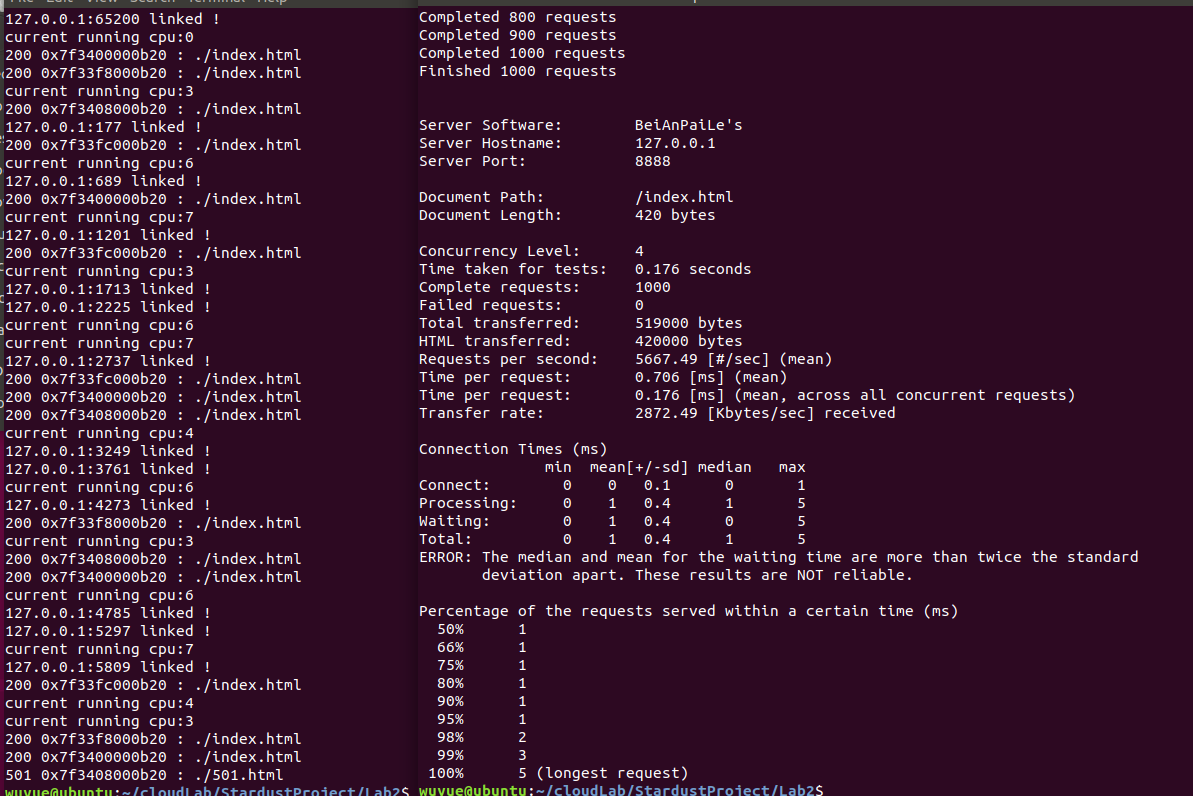 127.0.0.1:65200 linked !
current running cpu:0
200 0x7f3400000b20 : ./index.html
200 0x7f33f8000b20 : ./index.html
current running cpu:3
200 0x7f3408000b20 : ./index.html
127.0.0.1:177 linked !
200 0x7f33fc000b20 : ./index.html
current running cpu:6
127.0.0.1:689 linked !
200 0x7f3400000b20 : ./index.html
current running cpu:7
127.0.0.1:1201 linked !
200 0x7f33fc000b20 : ./index.html
current running cpu:3
127.0.0.1:1713 linked !
127.0.0.1:2225 linked !
current running cpu:6
current running cpu:7
127.0.0.1:2737 linked !
200 0x7f33fc000b20 : ./index.html
200 0x7f3400000b20 : ./index.html
200 0x7f3408000b20 : ./index.html
current running cpu:4
127.0.0.1:3249 linked !
127.0.0.1:3761 linked !
current running cpu:6
127.0.0.1:4273 linked !
200 0x7f33f8000b20 : ./index.html
current running cpu:3
200 0x7f3408000b20 : ./index.html
200 0x7f3400000b20 : ./index.html
current running cpu:6
127.0.0.1:4785 linked !
127.0.0.1:5297 linked !
current running cpu:7
127.0.0.1:5809 linked !
200 0x7f33fc000b20 : ./index.html
current running cpu:4
current running cpu:3
200 0x7f33f8000b20 : ./index.html
200 0x7f3400000b20 : ./index.html
501 0x7f3408000b20 : ./501.html
wuyue@ubuntu:~/cloudLab/StardustProject/Lab2$
Completed 800 requests
Completed 900 requests
Completed 1000 requests
Finished 1000 requests
Server Software: BeiAnPaiLe's
Server Hostname: 127.0.0.1
Server Port: 8888
Document Path: /index.html
Document Length: 420 bytes
Concurrency Level: 4
Time taken for tests: 0.176 seconds
Complete requests: 1000
Failed requests: 0
Total transferred: 519000 bytes
HTML transferred: 420000 bytes
Requests per second: 5667.49 [#/sec] (mean)
Time per request: 0.706 [ms] (mean)
Time per request: 0.176 [ms] (mean, across all concurrent requests)
Transfer rate: 2872.49 [Kbytes/sec] received
Connection Times (ms)
min mean[+/-sd] median max
Connect: 0 0 0.1 0 1
Processing: 0 1 0.4 1 5
Waiting: 0 1 0.4 0 5
Total: 0 1 0.4 1 5
ERROR: The median and mean for the waiting time are more than twice the standard
deviation apart. These results are NOT reliable.
Percentage of the requests served within a certain time (ms)
50% 1
66% 1
75% 1
80% 1
90% 1
95% 1
98% 2
99% 3
100% 5 (longest request)
wuyue@ubuntu:~/cloudLab/StardustProject/Lab2$